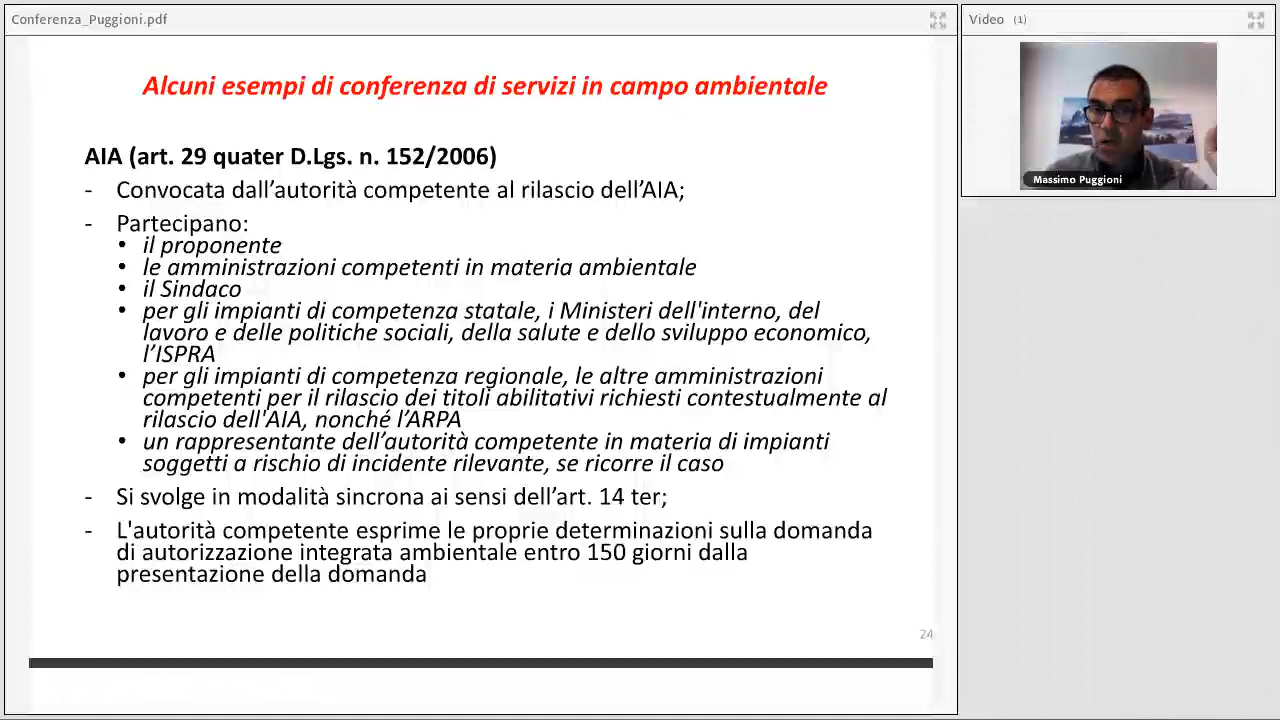 Conferenza_Puggioni.pdf
Video (1)
Alcuni esempi di conferenza di servizi in campo ambientale
AIA (art. 29 quater D.Lgs. n. 152/2006)
- Convocata dall’autorità competente al rilascio dell’AIA;
- Partecipano:
• il proponente
• le amministrazioni competenti in materia ambientale
• il Sindaco
• per gli impianti di competenza statale, i Ministeri dell'interno, del
lavoro e delle politiche sociali, della salute e dello sviluppo economico,
l’ISPRA
• per gli impianti di competenza regionale, le altre amministrazioni
competenti per il rilascio dei titoli abilitativi richiesti contestualmente al
rilascio dell'AIA, nonché l’ARPA
• un rappresentante dell’autorità competente in materia di impianti
soggetti a rischio di incidente rilevante, se ricorre il caso
- Si svolge in modalità sincrona ai sensi dell’art. 14 ter;
- L'autorità competente esprime le proprie determinazioni sulla domanda
di autorizzazione integrata ambientale entro 150 giorni dalla
presentazione della domanda
24
Massimo Puggioni